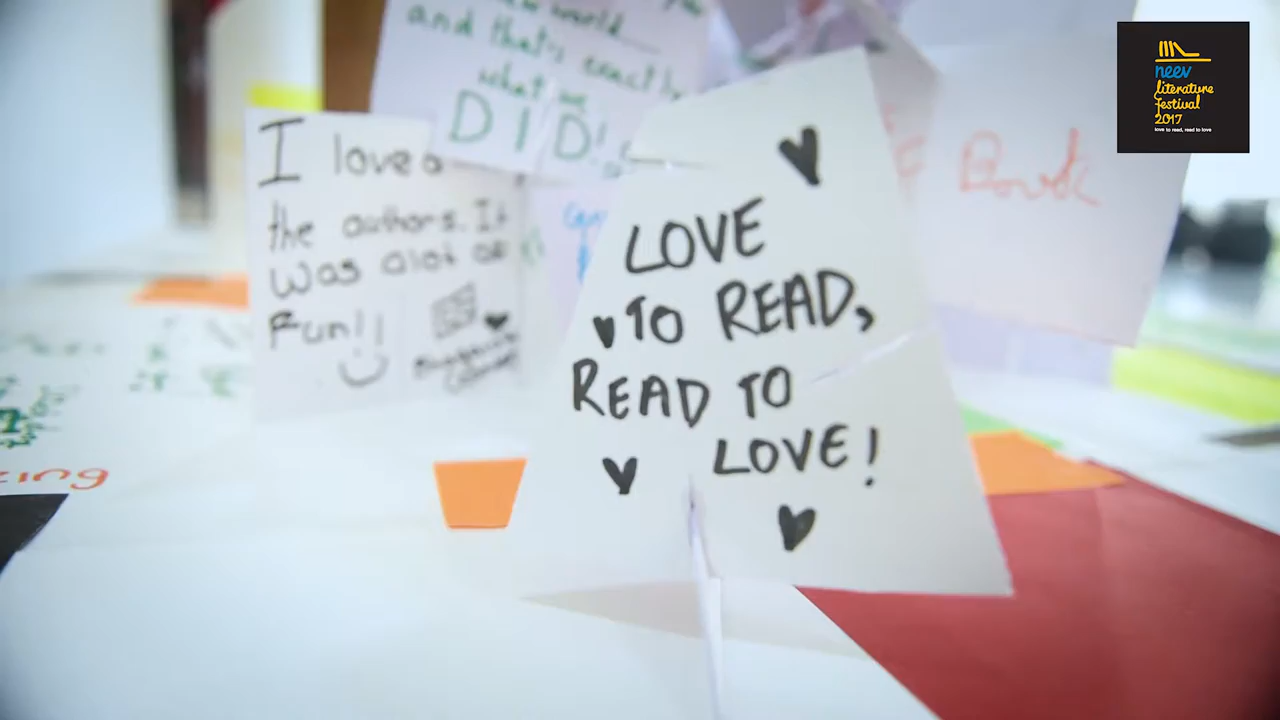 and that's exactly
what we
DID!
I love
the authors. It
was alot of
Fun!!
LOVE
TO READ,
READ TO
LOVE!
Book
neev
literature
festival
2017
love to read, read to love